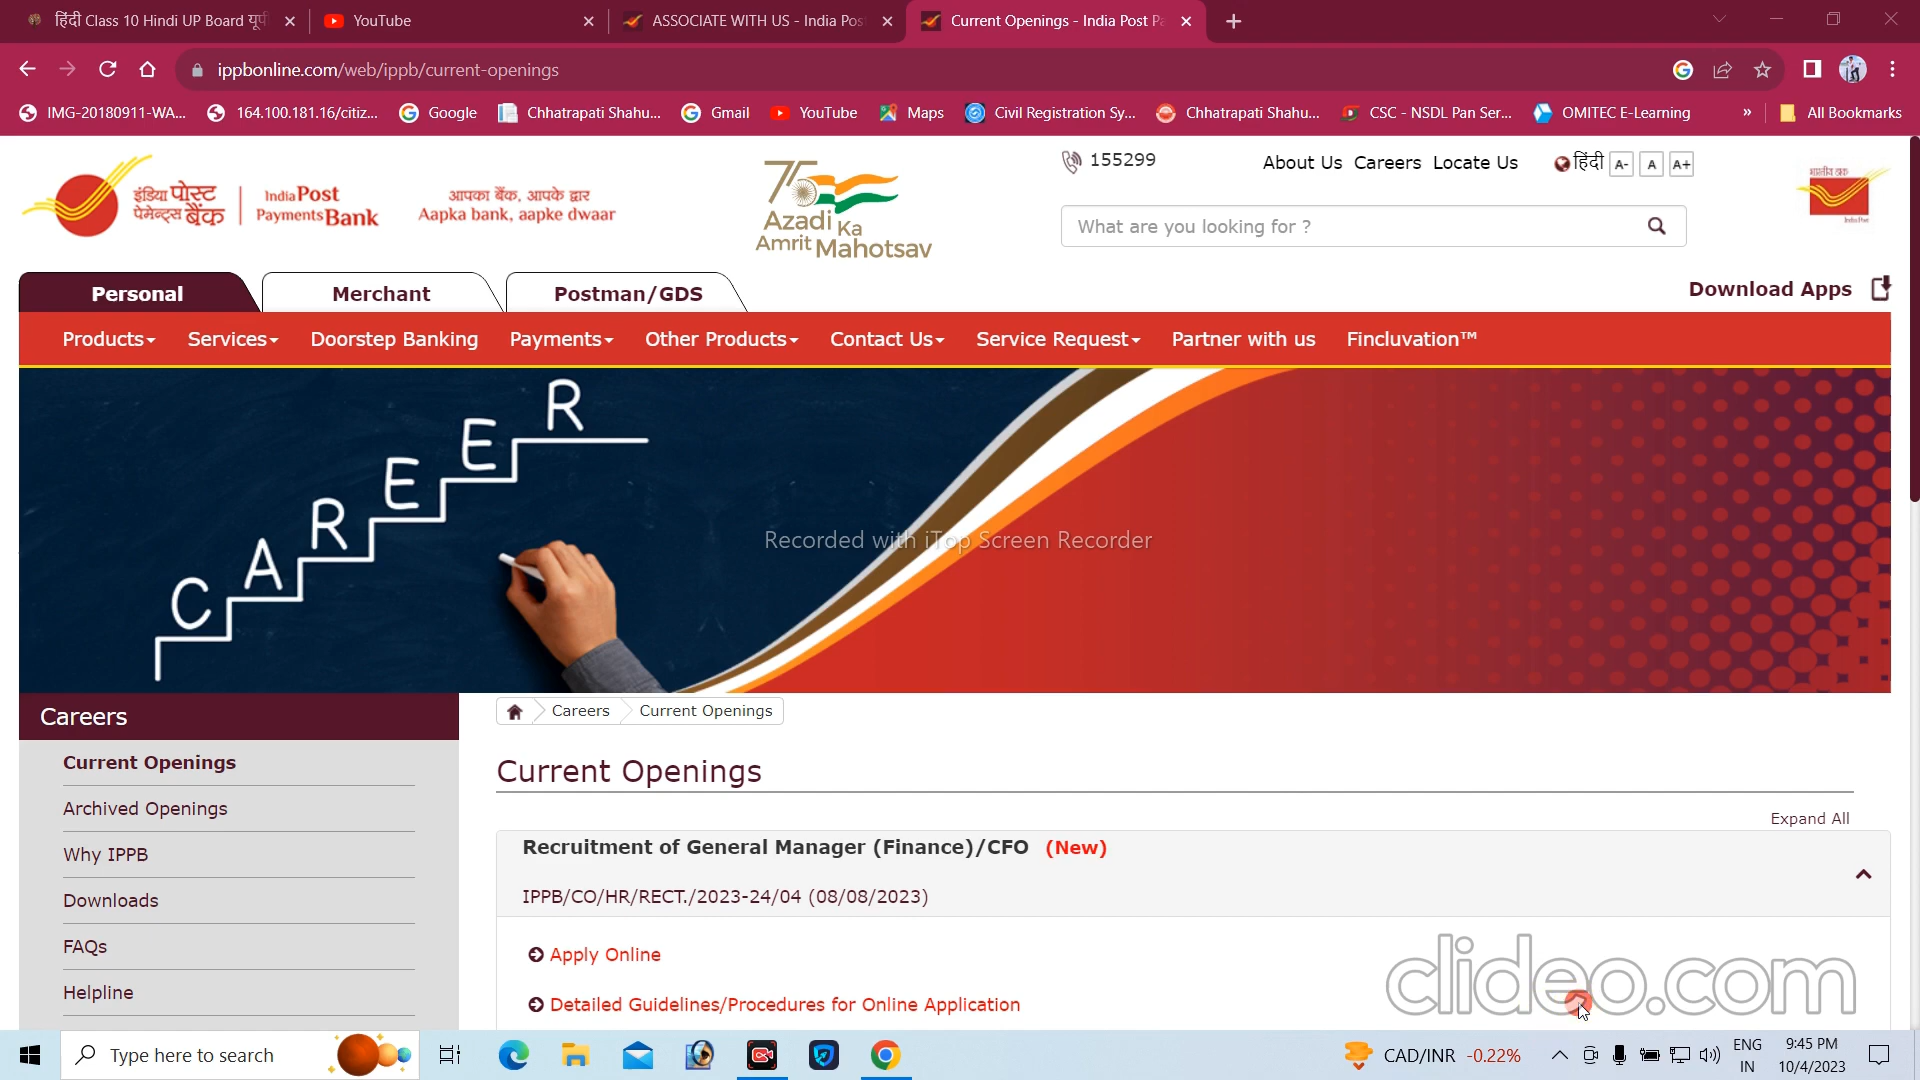 हिंदी Class 10 Hindi UP Board यूपी
YouTube
ASSOCIATE WITH US - India Pos
Current Openings - India Post Pa
ippbonline.com/web/ippb/current-openings
IMG-20180911-WA...
164.100.181.16/citiz...
Google
Chhatrapati Shahu...
Gmail
YouTube
Maps
Civil Registration Sy...
Chhatrapati Shahu...
CSC - NSDL Pan Ser...
OMITEC E-Learning
»
All Bookmarks
इंडिया पोस्ट
पेमेन्ट्स बैंक
India Post
Payments Bank
आपका बैंक, आपके द्वार
Aapka bank, aapke dwaar
75
Azadi Ka
Amrit Mahotsav
155299
About Us Careers Locate Us
हिंदी A- A A+
What are you looking for ?
भारतीय डाक
India Post
Personal
Merchant
Postman/GDS
Download Apps
Products
Services
Doorstep Banking
Payments
Other Products
Contact Us
Service Request
Partner with us
Fincluvation™
CAREER
Recorded with iTop Screen Recorder
Careers
Current Openings
Archived Openings
Why IPPB
Downloads
FAQs
Helpline
Careers
Current Openings
Current Openings
Expand All
Recruitment of General Manager (Finance)/CFO (New)
IPPB/CO/HR/RECT./2023-24/04 (08/08/2023)
Apply Online
Detailed Guidelines/Procedures for Online Application
clideo.com
Type here to search
CAD/INR -0.22%
ENG
IN
9:45 PM
10/4/2023